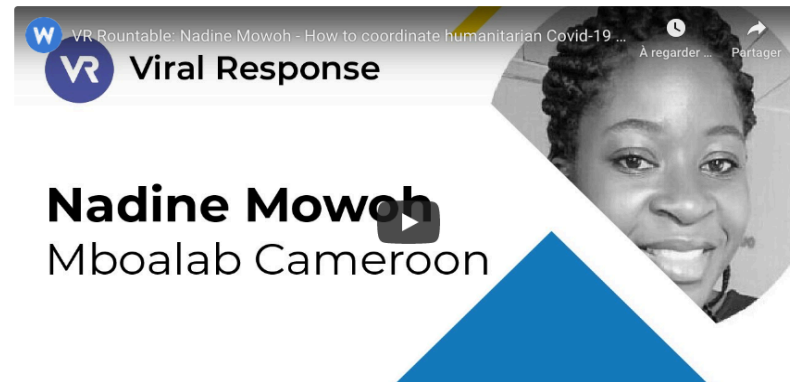 W VR Rountable: Nadine Mowoh - How to coordinate humanitarian Covid-19 ...
À regarder ...
Partager
VR Viral Response
Nadine Mowoh
Mboalab Cameroon